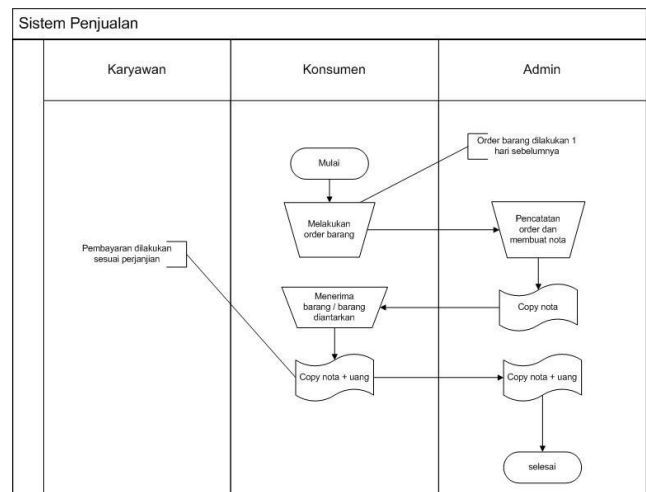 Sistem Penjualan
Karyawan
Konsumen
Admin
Order barang dilakukan 1
hari sebelumnya
Mulai
Melakukan
order barang
Pencatatan
order dan
membuat nota
Pembayaran dilakukan
sesuai perjanjian
Menerima
barang / barang
diantarkan
Copy nota
Copy nota + uang
Copy nota + uang
selesai